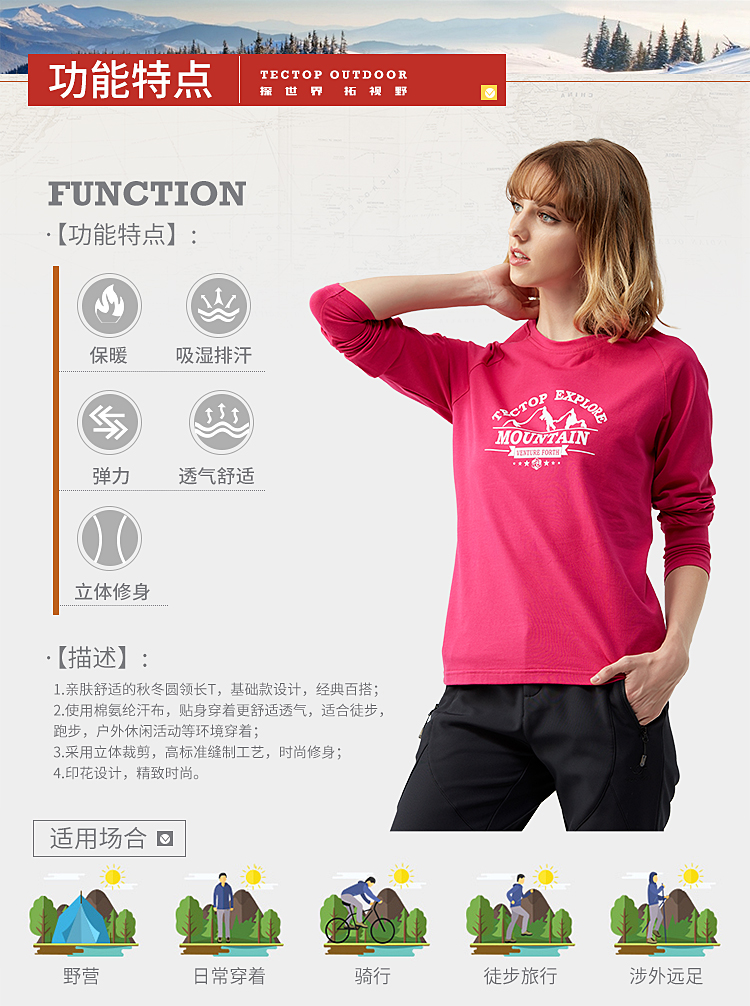 功能特点
TECTOP OUTDOOR
探世界 拓视野
FUNCTION
·【功能特点】:
保暖
吸湿排汗
弹力
透气舒适
立体修身
TECTOP EXPLORE
MOUNTAIN
VENTURE FORTH
·【描述】:
1.亲肤舒适的秋冬圆领长T，基础款设计，经典百搭；
2.使用棉氨纶汗布，贴身穿着更舒适透气，适合徒步，
跑步，户外休闲活动等环境穿着；
3.采用立体裁剪，高标准缝制工艺，时尚修身；
4.印花设计，精致时尚。
适用场合
野营
日常穿着
骑行
徒步旅行
涉外远足